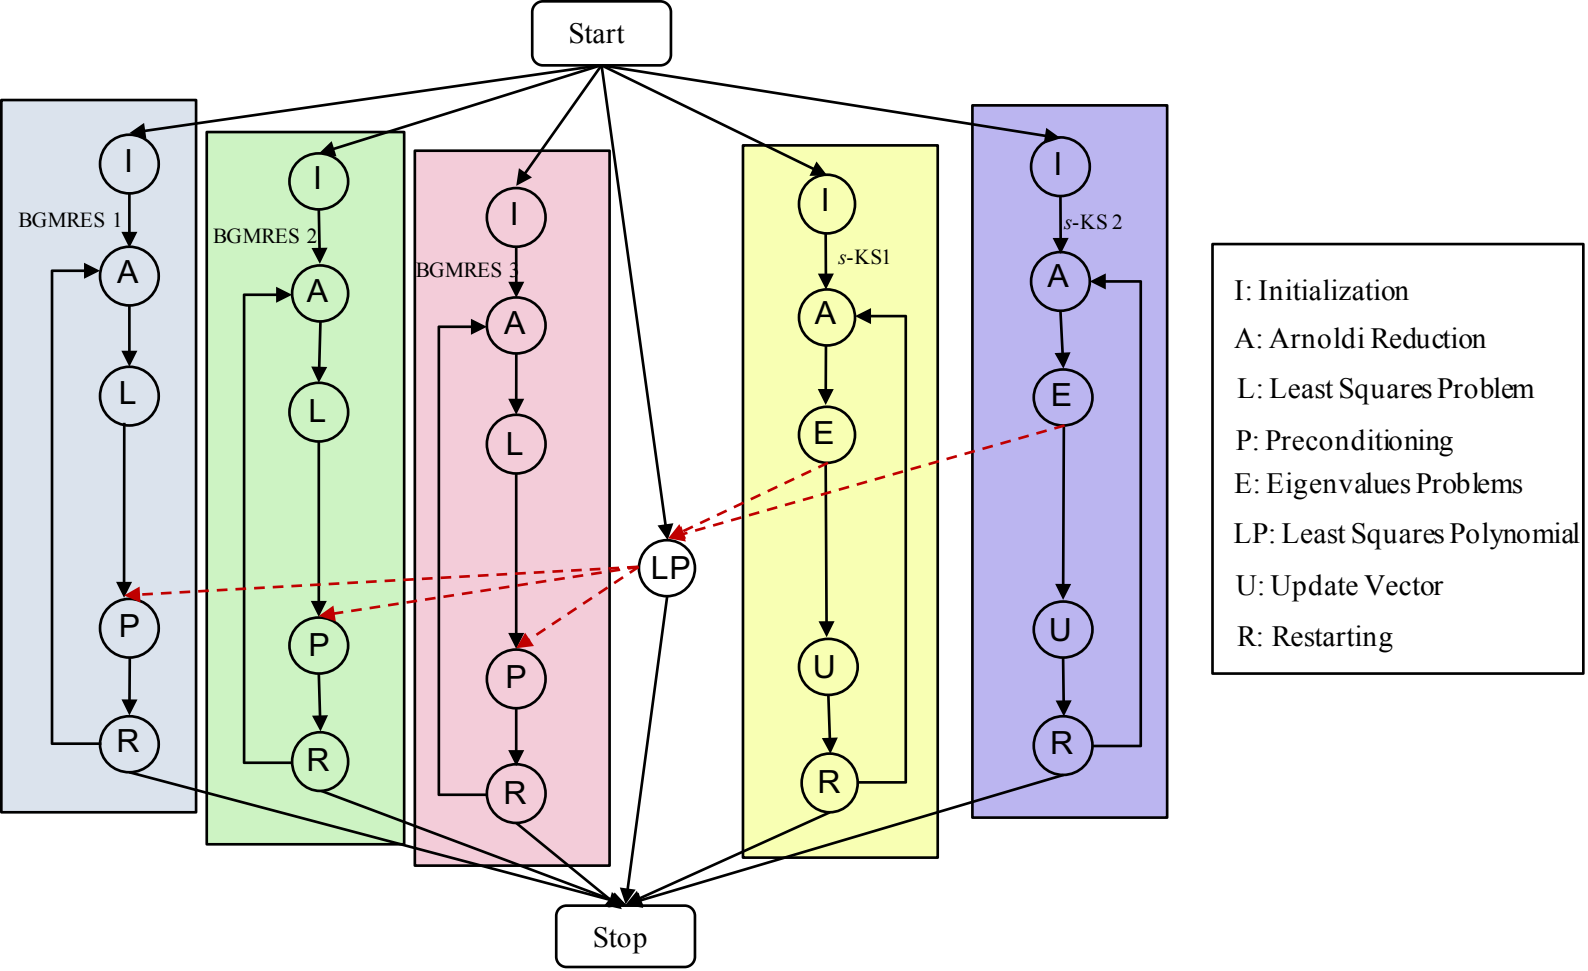 Start
I
BGMRES 1
A
L
P
R
I
BGMRES 2
A
L
P
R
I
BGMRES 3
A
L
P
R
LP
I
s-KS1
A
E
U
R
I
s-KS 2
A
E
U
R
I: Initialization
A: Arnoldi Reduction
L: Least Squares Problem
P: Preconditioning
E: Eigenvalues Problems
LP: Least Squares Polynomial
U: Update Vector
R: Restarting
Stop